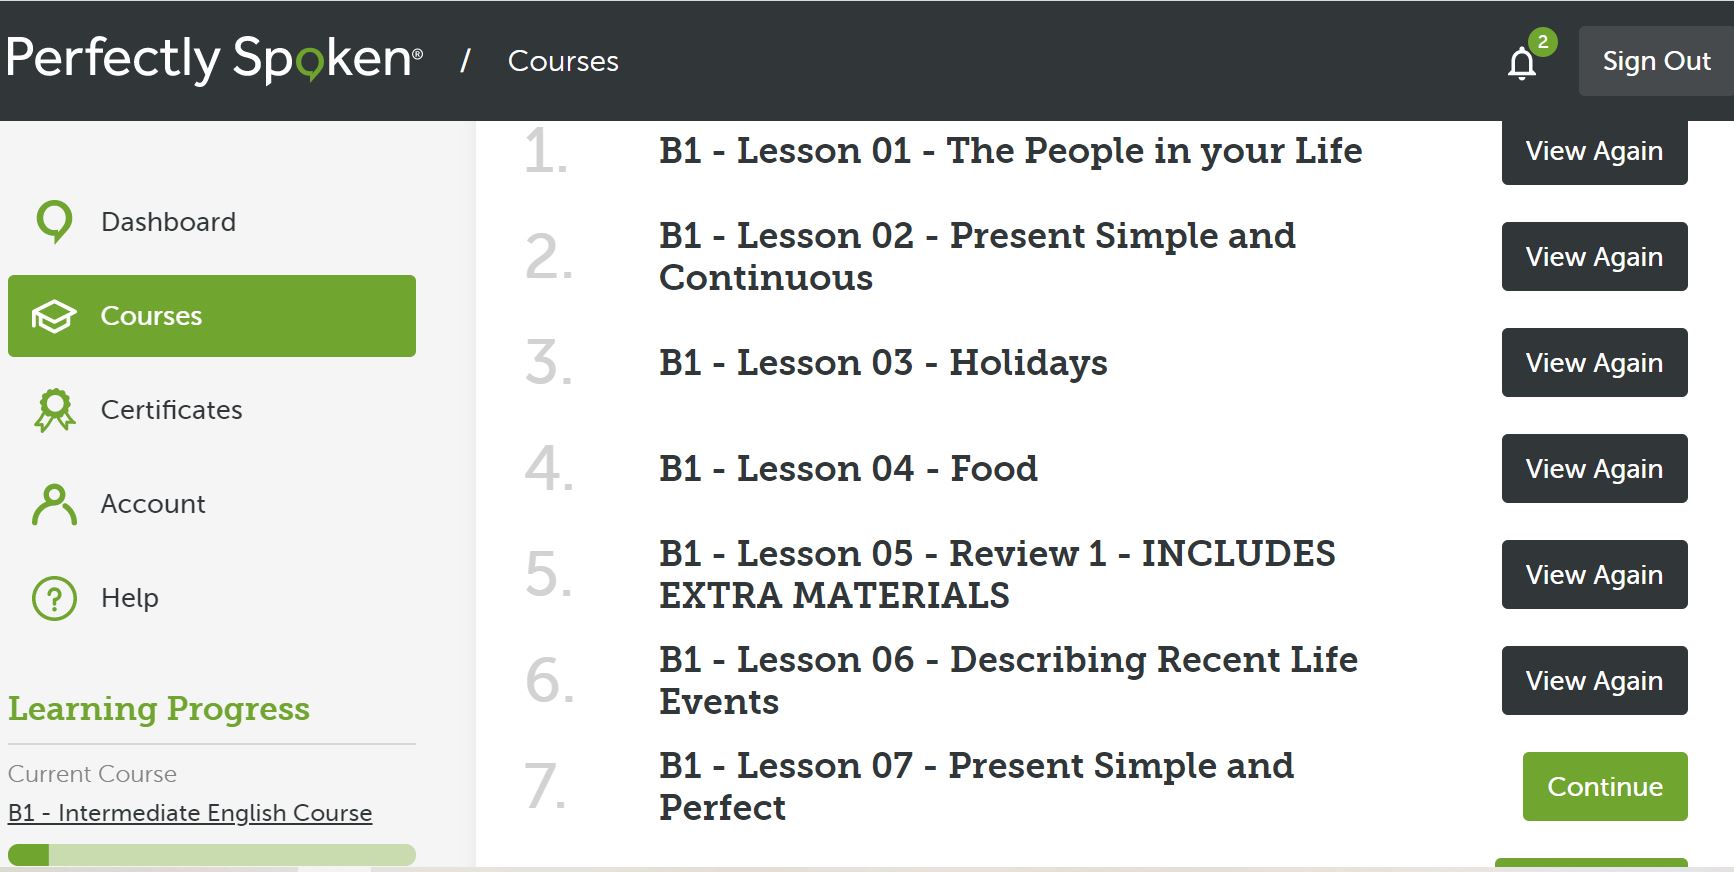 Perfectly Spoken® / Courses
2
Sign Out
Dashboard
Courses
Certificates
Account
Help
Learning Progress
Current Course
B1 - Intermediate English Course
1.
B1 - Lesson 01 - The People in your Life
View Again
2.
B1 - Lesson 02 - Present Simple and
Continuous
View Again
3.
B1 - Lesson 03 - Holidays
View Again
4.
B1 - Lesson 04 - Food
View Again
5.
B1 - Lesson 05 - Review 1 - INCLUDES
EXTRA MATERIALS
View Again
6.
B1 - Lesson 06 - Describing Recent Life
Events
View Again
7.
B1 - Lesson 07 - Present Simple and
Perfect
Continue